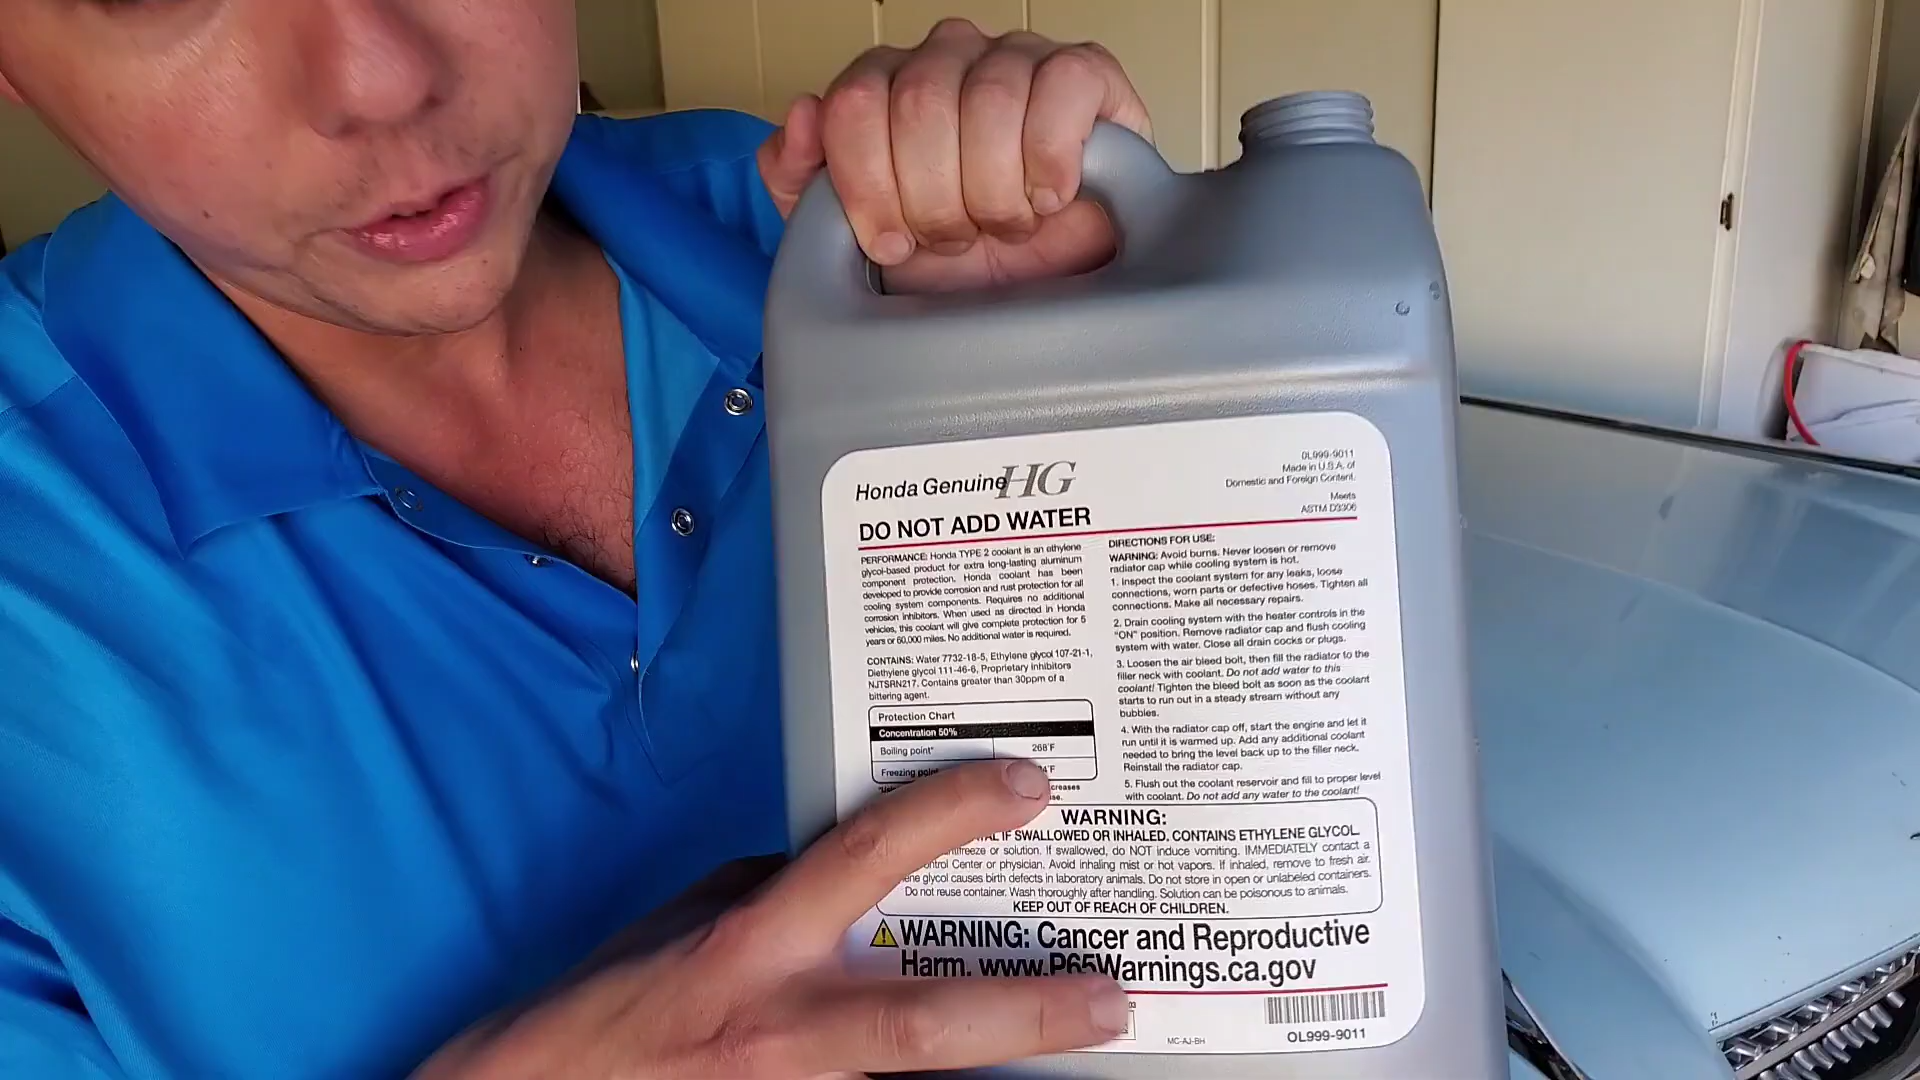 Honda Genuine HG
OL999-9011
Made in U.S.A. of
Domestic and Foreign Content.
Meets
ASTM D3306
DO NOT ADD WATER
PERFORMANCE: Honda TYPE 2 coolant is an ethylene
glycol-based product for extra long-lasting aluminum
component protection. Honda coolant has been
developed to provide corrosion and rust protection for all
cooling system components. Requires no additional
corrosion inhibitors. When used as directed in Honda
vehicles, this coolant will give complete protection for 5
years or 60,000 miles. No additional water is required.
CONTAINS: Water 7732-18-5, Ethylene glycol 107-21-1,
Diethylene glycol 111-46-6, Proprietary inhibitors
NJTSRN217. Contains greater than 30ppm of a
bittering agent.
Protection Chart
Concentration 50%
Boiling point* 268°F
Freezing point
creases
DIRECTIONS FOR USE:
WARNING: Avoid burns. Never loosen or remove
radiator cap while cooling system is hot.
1. Inspect the coolant system for any leaks, loose
connections, worn parts or defective hoses. Tighten all
connections. Make all necessary repairs.
2. Drain cooling system with the heater controls in the
"ON" position. Remove radiator cap and flush cooling
system with water. Close all drain cocks or plugs.
3. Loosen the air bleed bolt, then fill the radiator to the
filler neck with coolant. Do not add water to this
coolant! Tighten the bleed bolt as soon as the coolant
starts to run out in a steady stream without any
bubbles.
4. With the radiator cap off, start the engine and let it
run until it is warmed up. Add any additional coolant
needed to bring the level back up to the filler neck.
Reinstall the radiator cap.
5. Flush out the coolant reservoir and fill to proper level
with coolant. Do not add any water to the coolant!
WARNING:
IF SWALLOWED OR INHALED. CONTAINS ETHYLENE GLYCOL.
or solution. If swallowed, do NOT induce vomiting. IMMEDIATELY contact a
Center or physician. Avoid inhaling mist or hot vapors. If inhaled, remove to fresh air.
glycol causes birth defects in laboratory animals. Do not store in open or unlabeled containers.
Do not reuse container. Wash thoroughly after handling. Solution can be poisonous to animals.
KEEP OUT OF REACH OF CHILDREN.
WARNING: Cancer and Reproductive
Harm. www.P65Warnings.ca.gov
MC-AJ-BH
OL999-9011